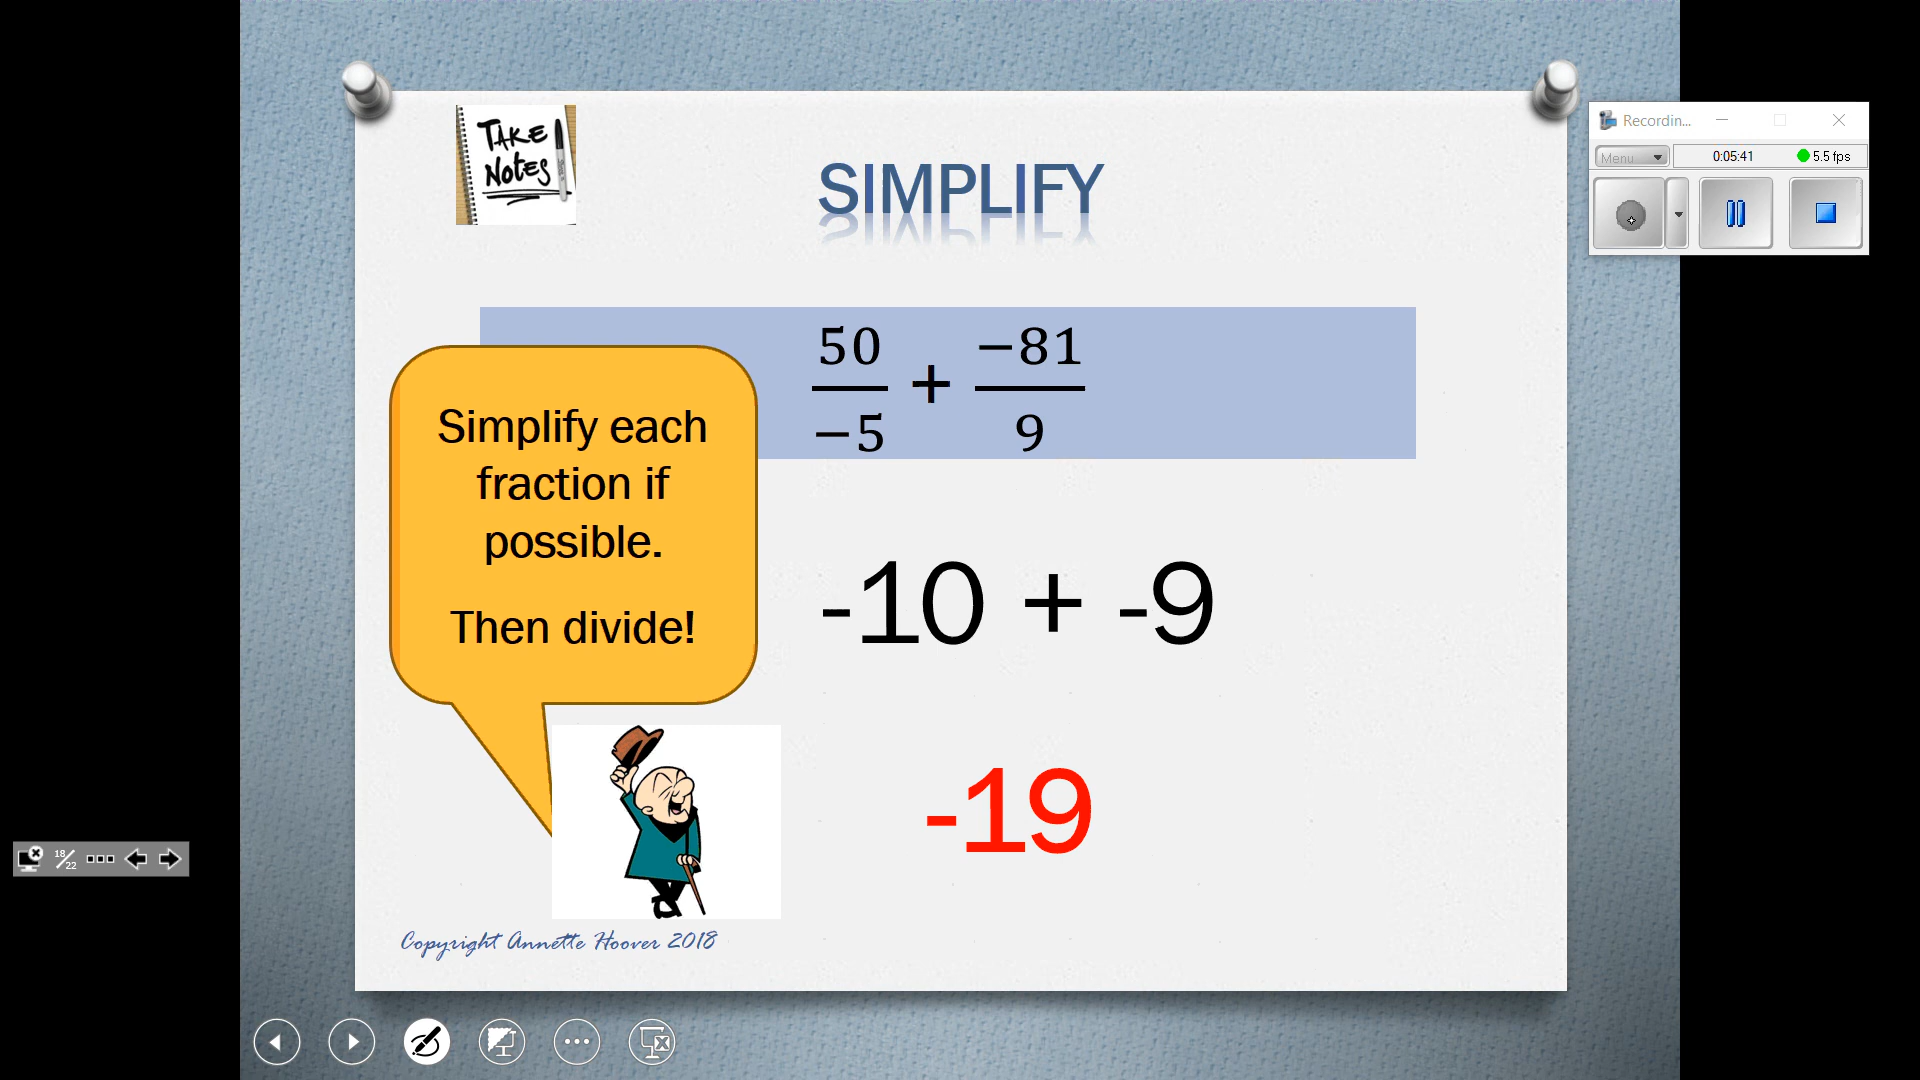 TAKE
NOTES
SIMPLIFY
Recordin...
Menu
0:05:41
5.5 fps
50/−5 + −81/9
Simplify each
fraction if
possible.
Then divide!
-10 + -9
-19
18/22
Copyright Annette Hoover 2018